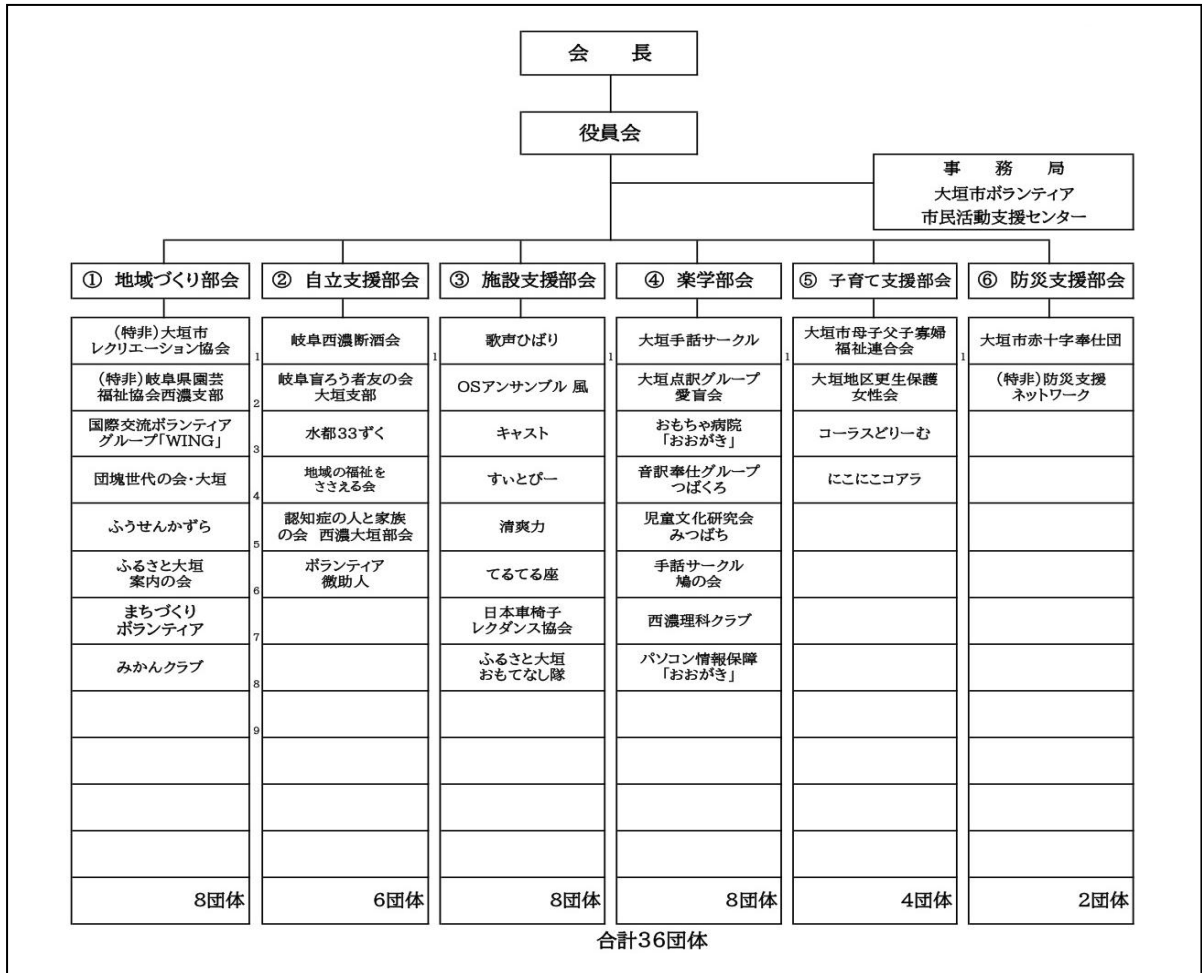 会　長
役員会
事　務　局
大垣市ボランティア
市民活動支援センター
① 地域づくり部会
(特非)大垣市
レクリエーション協会
(特非)岐阜県園芸
福祉協会西濃支部
国際交流ボランティア
グループ「WING」
団塊世代の会・大垣
ふうせんかずら
ふるさと大垣
案内の会
まちづくり
ボランティア
みかんクラブ
8団体
1
2
3
4
5
6
7
8
9
② 自立支援部会
岐阜西濃断酒会
岐阜盲ろう者友の会
大垣支部
水都33ずく
地域の福祉を
ささえる会
認知症の人と家族
の会 西濃大垣部会
ボランティア
微助人
6団体
1
③ 施設支援部会
歌声ひばり
OSアンサンブル 風
キャスト
すいとぴー
清爽力
てるてる座
日本車椅子
レクダンス協会
ふるさと大垣
おもてなし隊
8団体
1
④ 楽学部会
大垣手話サークル
大垣点訳グループ
愛盲会
おもちゃ病院
「おおがき」
音訳奉仕グループ
つばくろ
児童文化研究会
みつばち
手話サークル
鳩の会
西濃理科クラブ
パソコン情報保障
「おおがき」
8団体
1
⑤ 子育て支援部会
大垣市母子父子寡婦
福祉連合会
大垣地区更生保護
女性会
コーラスどりーむ
にこにこコアラ
4団体
1
⑥ 防災支援部会
大垣市赤十字奉仕団
(特非)防災支援
ネットワーク
2団体
合計36団体